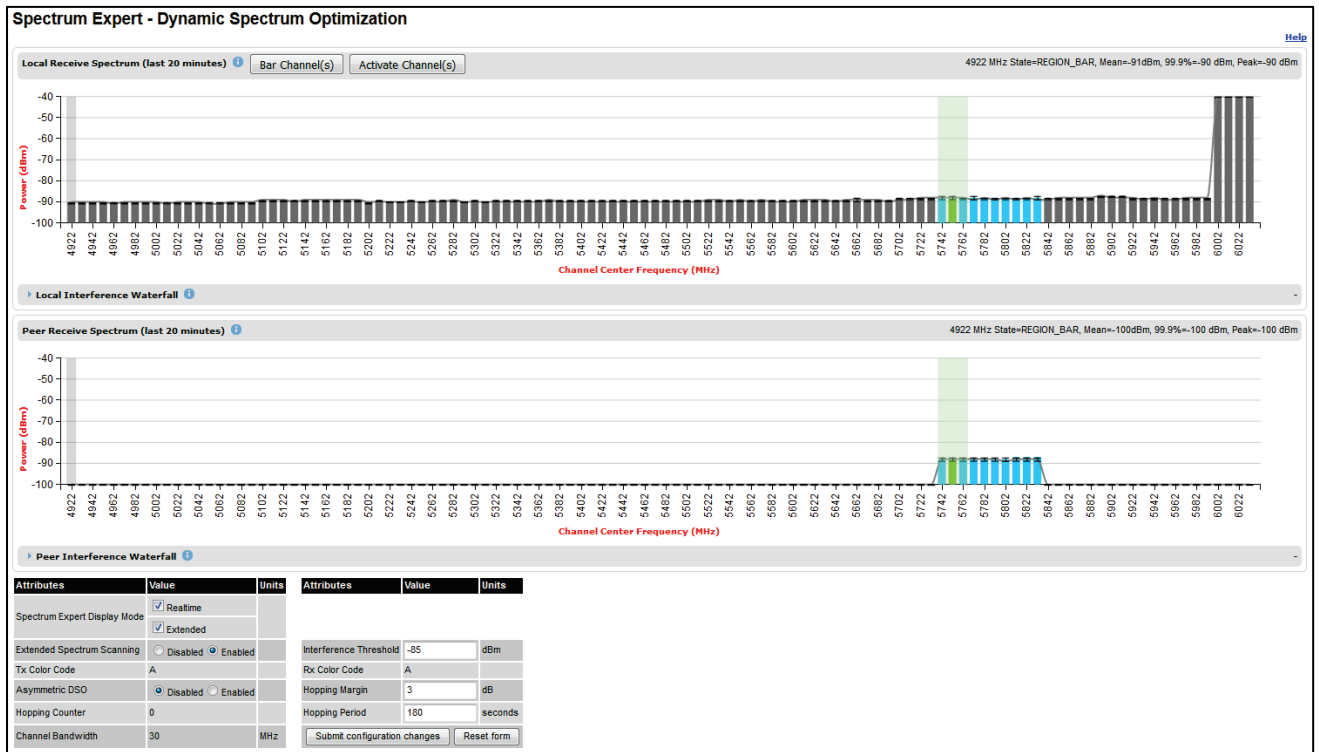 Spectrum Expert - Dynamic Spectrum Optimization
Help
Local Receive Spectrum (last 20 minutes) Bar Channel(s) Activate Channel(s) 4922 MHz State=REGION_BAR, Mean=-91dBm, 99.9%=-90 dBm, Peak=-90 dBm
Power (dBm)
-40
-50
-60
-70
-80
-90
-100
4922 4942 4962 4982 5002 5022 5042 5062 5082 5102 5122 5142 5162 5182 5202 5222 5242 5262 5282 5302 5322 5342 5362 5382 5402 5422 5442 5462 5482 5502 5522 5542 5562 5582 5602 5622 5642 5662 5682 5702 5722 5742 5762 5782 5802 5822 5842 5862 5882 5902 5922 5942 5962 5982 6002 6022
Channel Center Frequency (MHz)
Local Interference Waterfall -
Peer Receive Spectrum (last 20 minutes) 4922 MHz State=REGION_BAR, Mean=-100dBm, 99.9%=-100 dBm, Peak=-100 dBm
Power (dBm)
-40
-50
-60
-70
-80
-90
-100
4922 4942 4962 4982 5002 5022 5042 5062 5082 5102 5122 5142 5162 5182 5202 5222 5242 5262 5282 5302 5322 5342 5362 5382 5402 5422 5442 5462 5482 5502 5522 5542 5562 5582 5602 5622 5642 5662 5682 5702 5722 5742 5762 5782 5802 5822 5842 5862 5882 5902 5922 5942 5962 5982 6002 6022
Channel Center Frequency (MHz)
Peer Interference Waterfall -
Attributes Value Units Attributes Value Units
Spectrum Expert Display Mode Realtime
Extended
Extended Spectrum Scanning Disabled Enabled Interference Threshold -85 dBm
Tx Color Code A Rx Color Code A
Asymmetric DSO Disabled Enabled Hopping Margin 3 dB
Hopping Counter 0 Hopping Period 180 seconds
Channel Bandwidth 30 MHz Submit configuration changes Reset form